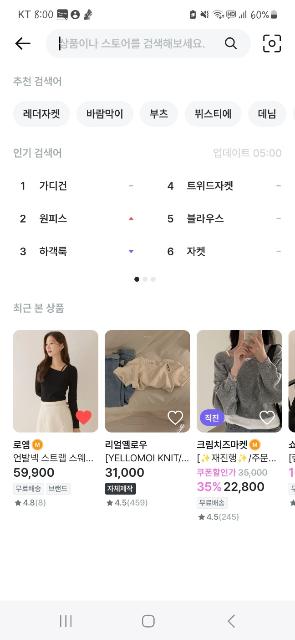 KT 8:00 60%
상품이나 스토어를 검색해보세요.
추천 검색어
레더자켓 바람막이 부츠 뷔스티에 데님
인기 검색어 업데이트 05:00
1 가디건 – 4 트위드자켓 –
2 원피스 ▲ 5 블라우스 –
3 하객룩 ▼ 6 자켓 –
최근 본 상품
직진
로엠 M 리얼옐로우 크림치즈마켓 M 쇼
언발넥 스트랩 스웨... [YELLOMOI KNIT/... [✨재진행✨/주문...
59,900 31,000 쿠폰할인가 35,000
35% 22,800
무료배송 브랜드 자체제작 무료배송
★4.8(8) ★4.5(459) ★4.5(245)